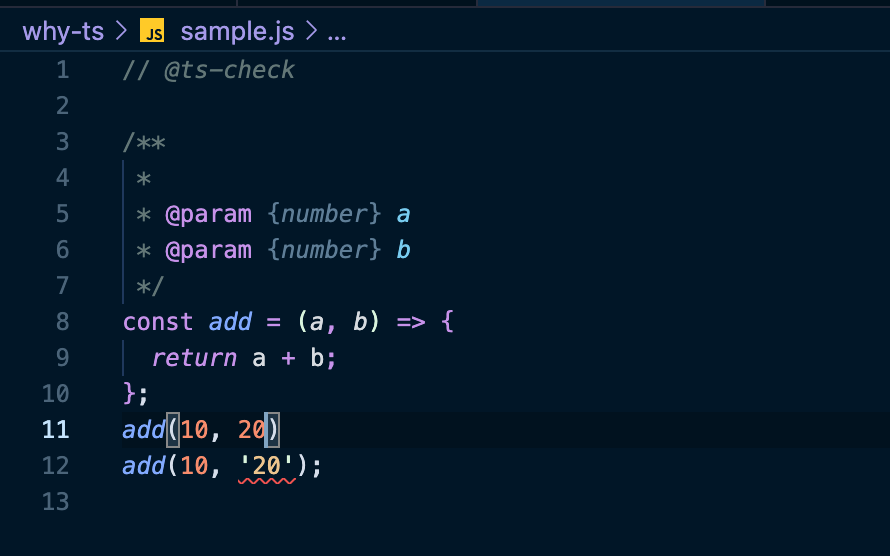 why-ts > JS sample.js > ...
1 // @ts-check
2
3 /**
4 *
5 * @param {number} a
6 * @param {number} b
7 */
8 const add = (a, b) => {
9 return a + b;
10 };
11 add(10, 20)
12 add(10, '20');
13